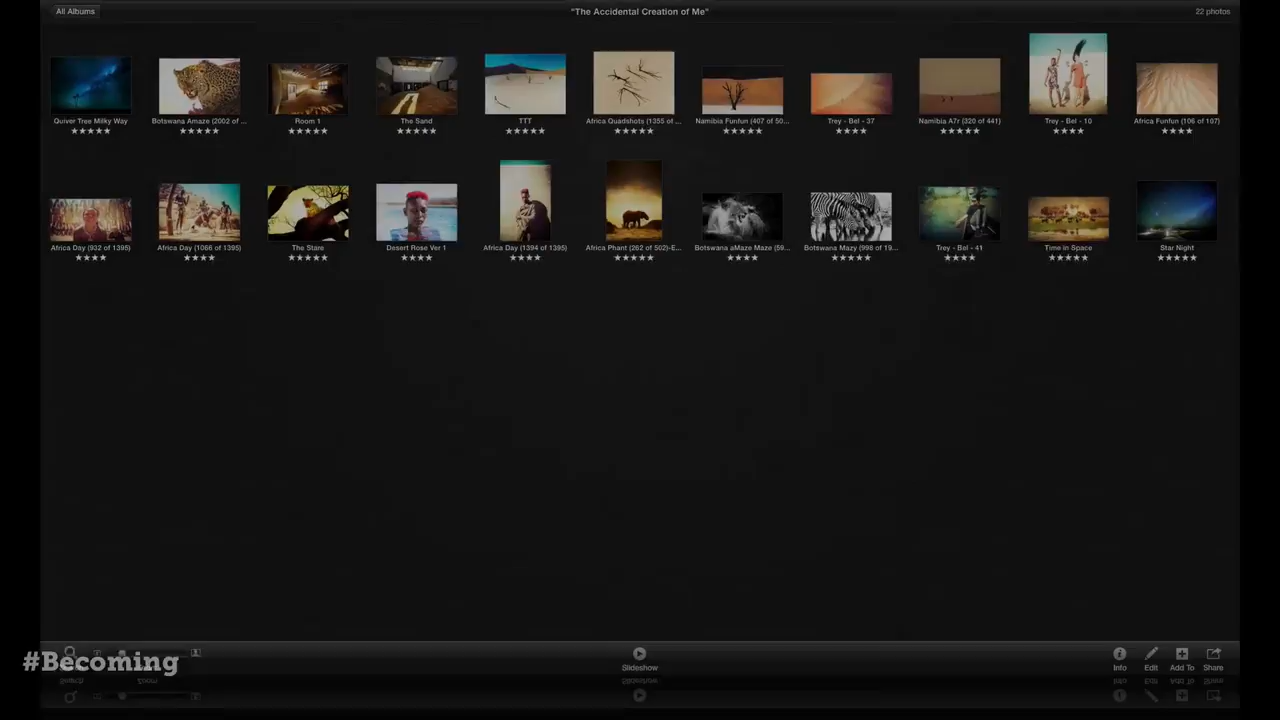 All Albums
"The Accidental Creation of Me"
22 photos
Quiver Tree Milky Way
Botswana Amaze (2002 of ...
Room 1
The Sand
TTT
Africa Quadshots (1355 of ...
Namibia Funfun (407 of 50...
Trey - Bel - 37
Namibia A7r (320 of 441)
Trey - Bel - 10
Africa Funfun (106 of 107)
Africa Day (932 of 1395)
Africa Day (1066 of 1395)
The Stare
Desert Rose Ver 1
Africa Day (1394 of 1395)
Africa Phant (262 of 502)-E...
Botswana aMaze Maze (59...
Botswana Mazy (998 of 19...
Trey - Bel - 41
Time in Space
Star Night
#Becoming
Slideshow
Info
Edit
Add To
Share